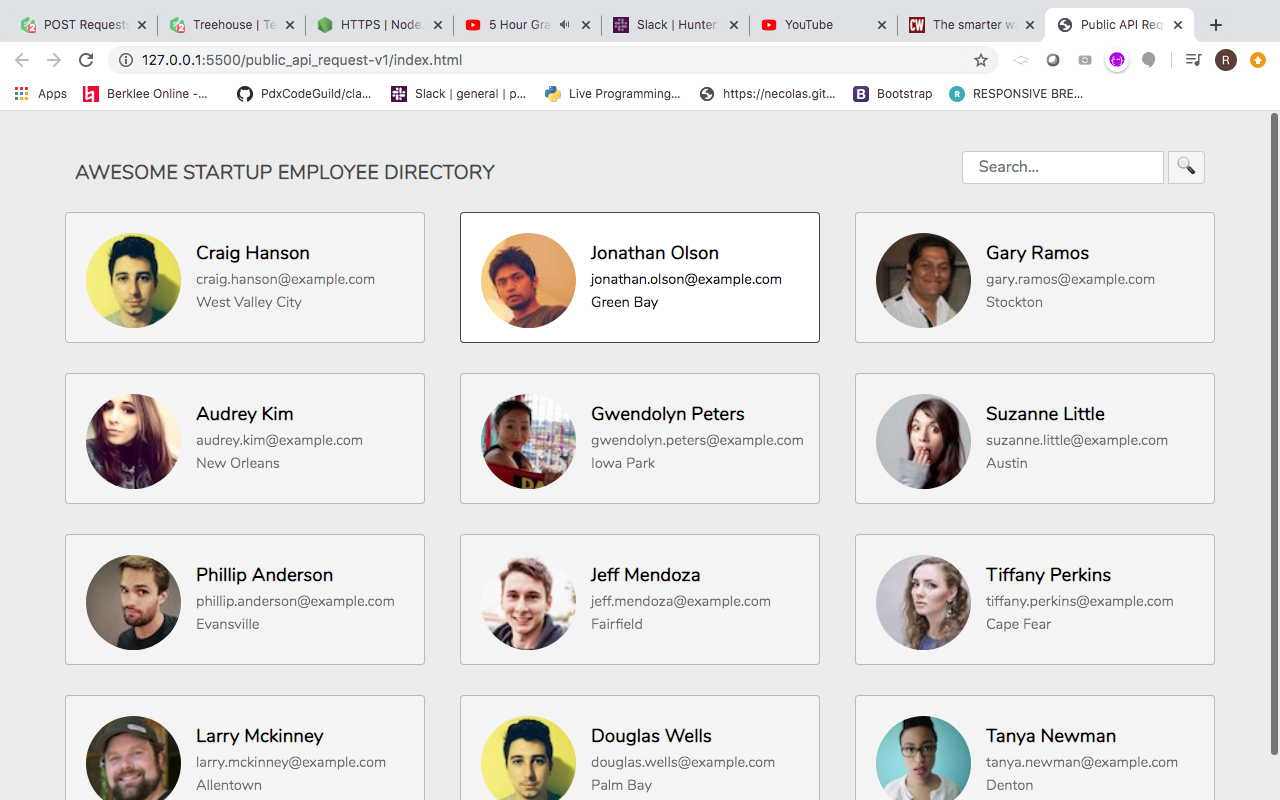 POST Request
Treehouse | Te
HTTPS | Node.
5 Hour Gra
Slack | Hunter
YouTube
The smarter w
Public API Req
127.0.0.1:5500/public_api_request-v1/index.html
R
Apps
Berklee Online -...
PdxCodeGuild/cla...
Slack | general | p...
Live Programming...
https://necolas.git...
B
Bootstrap
R
RESPONSIVE BRE...
AWESOME STARTUP EMPLOYEE DIRECTORY
Search...
Craig Hanson
craig.hanson@example.com
West Valley City
Jonathan Olson
jonathan.olson@example.com
Green Bay
Gary Ramos
gary.ramos@example.com
Stockton
Audrey Kim
audrey.kim@example.com
New Orleans
Gwendolyn Peters
gwendolyn.peters@example.com
Iowa Park
Suzanne Little
suzanne.little@example.com
Austin
Phillip Anderson
phillip.anderson@example.com
Evansville
Jeff Mendoza
jeff.mendoza@example.com
Fairfield
Tiffany Perkins
tiffany.perkins@example.com
Cape Fear
Larry Mckinney
larry.mckinney@example.com
Allentown
Douglas Wells
douglas.wells@example.com
Palm Bay
Tanya Newman
tanya.newman@example.com
Denton